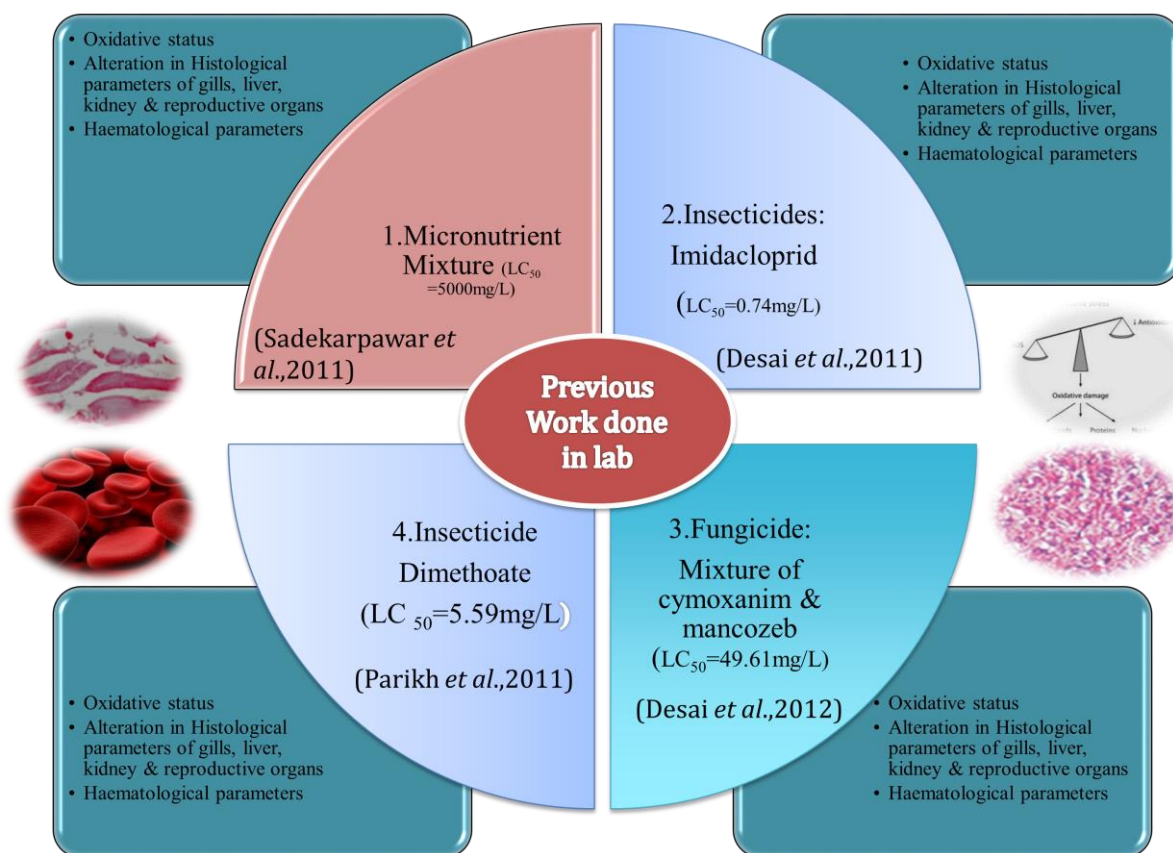 • Oxidative status
• Alteration in Histological
parameters of gills, liver,
kidney & reproductive organs
• Haematological parameters
• Oxidative status
• Alteration in Histological
parameters of gills, liver,
kidney & reproductive organs
• Haematological parameters
1.Micronutrient
Mixture (LC50
=5000mg/L)
(Sadekarpawar et
al.,2011)
2.Insecticides:
Imidacloprid
(LC50=0.74mg/L)
(Desai et al.,2011)
Previous
Work done
in lab
Oxidative damage
Proteins
4.Insecticide
Dimethoate
(LC 50=5.59mg/L)
(Parikh et al.,2011)
3.Fungicide:
Mixture of
cymoxanim &
mancozeb
(LC50=49.61mg/L)
(Desai et al.,2012)
• Oxidative status
• Alteration in Histological
parameters of gills, liver,
kidney & reproductive organs
• Haematological parameters
• Oxidative status
• Alteration in Histological
parameters of gills, liver,
kidney & reproductive organs
• Haematological parameters